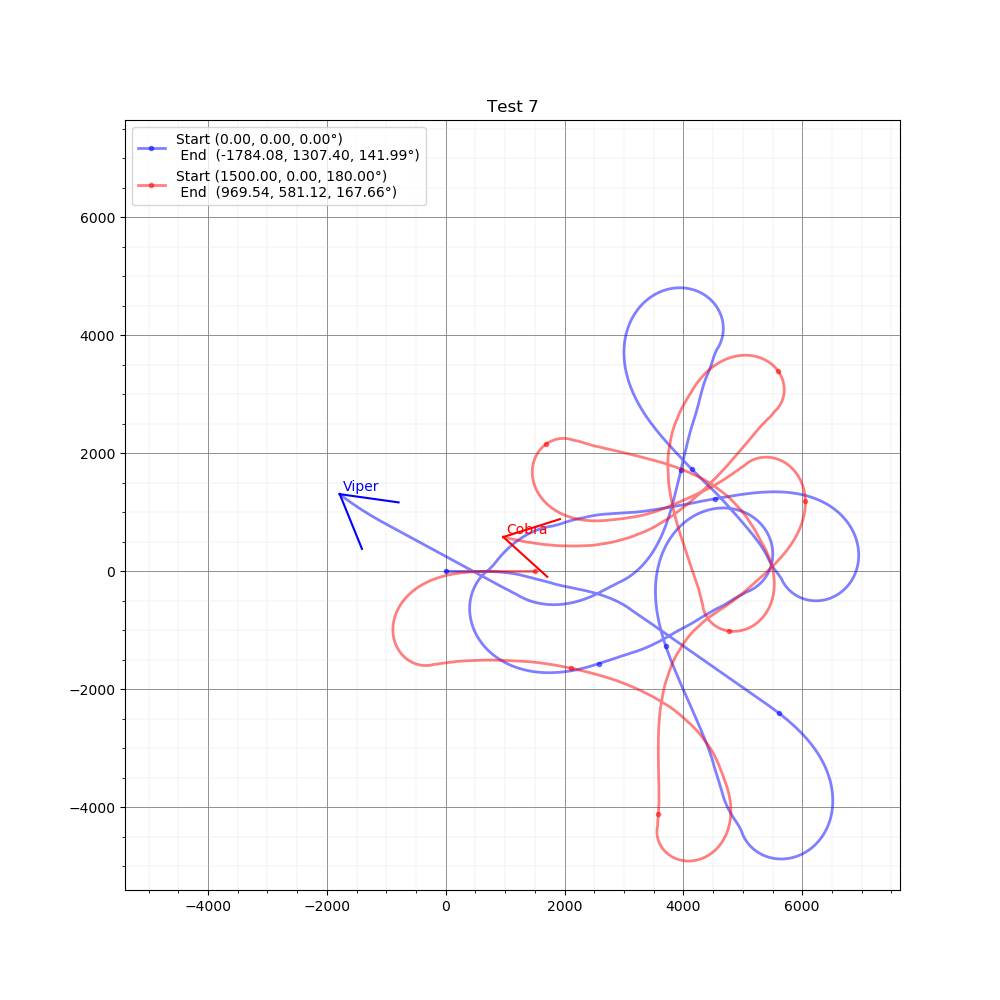 Test 7
Start (0.00, 0.00, 0.00°)
End (-1784.08, 1307.40, 141.99°)
Start (1500.00, 0.00, 180.00°)
End (969.54, 581.12, 167.66°)
6000
4000
2000
Viper
Cobra
0
−2000
−4000
−4000 −2000 0 2000 4000 6000